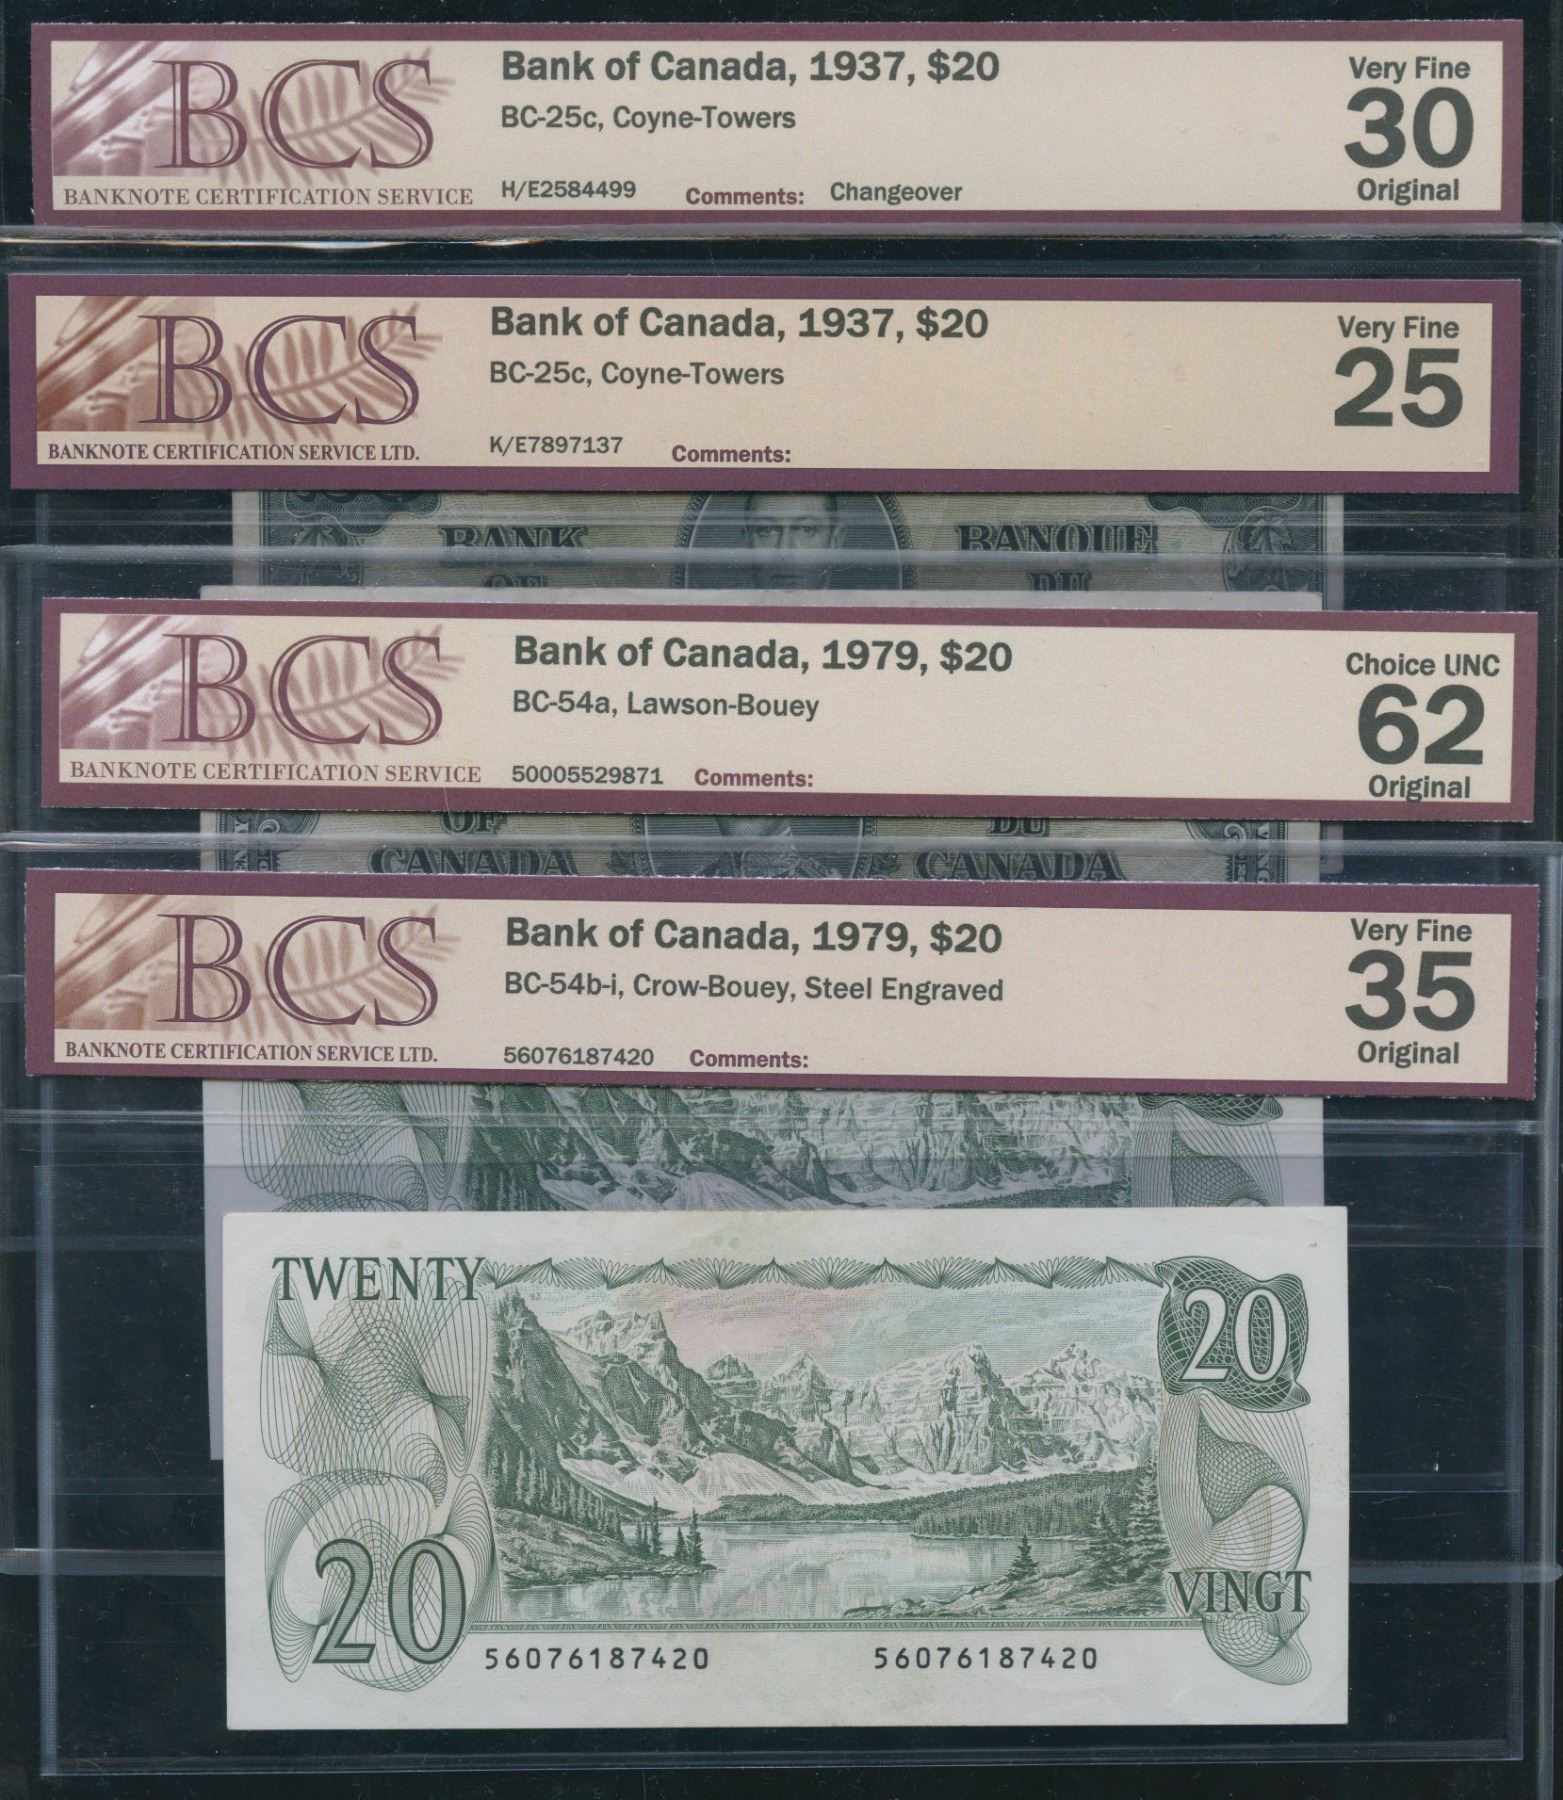 BCS
BANKNOTE CERTIFICATION SERVICE
Bank of Canada, 1937, $20
BC-25c, Coyne-Towers
H/E2584499 Comments: Changeover
Very Fine
30
Original
BCS
BANKNOTE CERTIFICATION SERVICE LTD.
Bank of Canada, 1937, $20
BC-25c, Coyne-Towers
K/E7897137 Comments:
Very Fine
25
BANK BANQUE
OF DU
BCS
BANKNOTE CERTIFICATION SERVICE
Bank of Canada, 1979, $20
BC-54a, Lawson-Bouey
50005529871 Comments:
Choice UNC
62
Original
OF DU
CANADA CANADA
BCS
BANKNOTE CERTIFICATION SERVICE LTD.
Bank of Canada, 1979, $20
BC-54b-i, Crow-Bouey, Steel Engraved
56076187420 Comments:
Very Fine
35
Original
TWENTY
20
20
VINGT
56076187420 56076187420